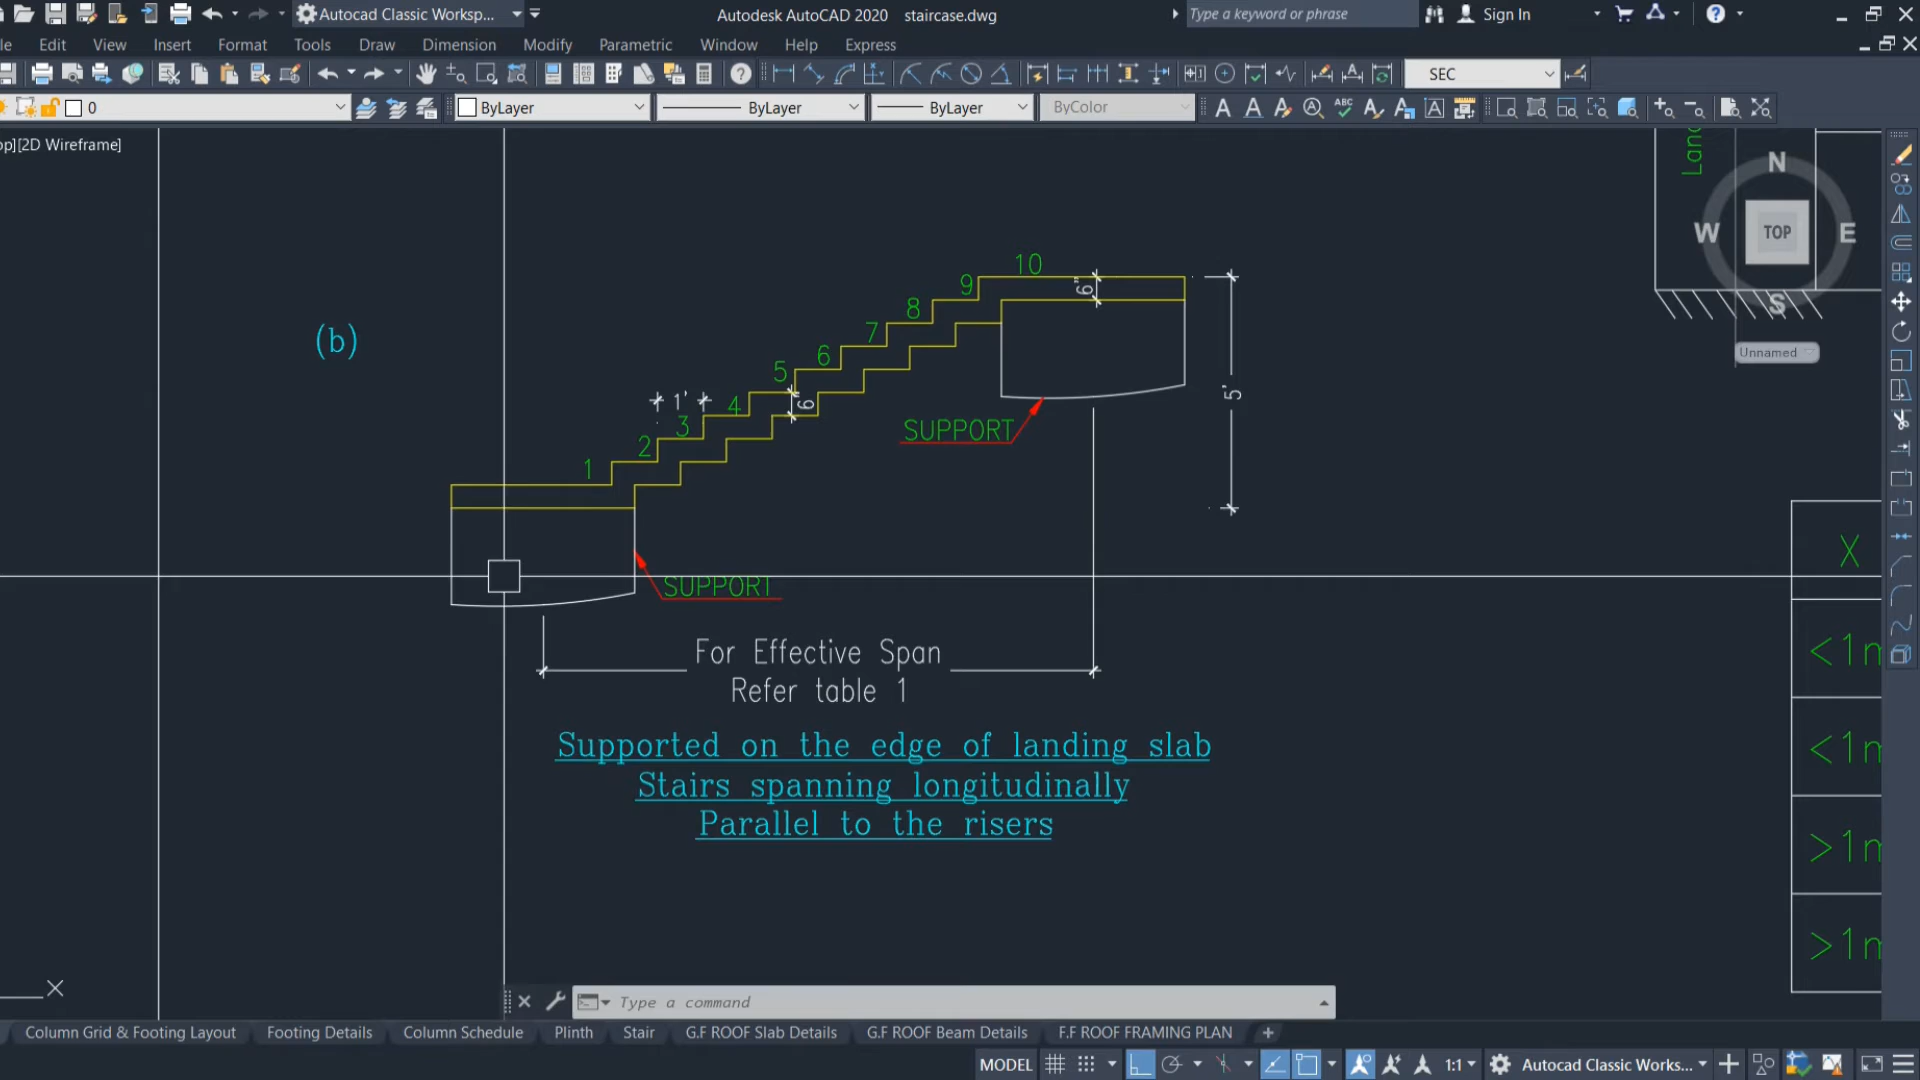 Autocad Classic Worksp...
Autodesk AutoCAD 2020 staircase.dwg
Type a keyword or phrase
Sign In
Edit View Insert Format Tools Draw Dimension Modify Parametric Window Help Express
SEC
0
ByLayer
ByLayer
ByLayer
ByColor
[2D Wireframe]
N
W
TOP
E
S
Unnamed
(b)
10
9
8
7
6
5
4
3
2
1
6"
6"
1'
5'
SUPPORT
SUPPORT
For Effective Span
Refer table 1
Supported on the edge of landing slab
Stairs spanning longitudinally
Parallel to the risers
X
<1m
<1m
>1m
>1m
X
Type a command
Column Grid & Footing Layout Footing Details Column Schedule Plinth Stair G.F ROOF Slab Details G.F ROOF Beam Details F.F ROOF FRAMING PLAN +
MODEL
1:1
Autocad Classic Works...